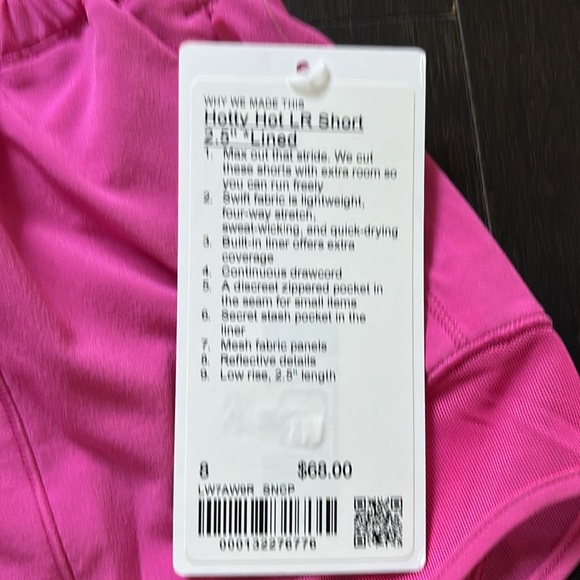 WHY WE MADE THIS
Hotty Hot LR Short
2.5" *Lined
1. Max out that stride. We cut
these shorts with extra room so
you can run freely
2. Swift fabric is lightweight,
four-way stretch,
sweat-wicking, and quick-drying
3. Built-in liner offers extra
coverage
4. Continuous drawcord
5. A discreet zippered pocket in
the seam for small items
6. Secret stash pocket in the
liner
7. Mesh fabric panels
8. Reflective details
9. Low rise, 2.5" length
8 $68.00
LW7AW9R SNCP
000132276776